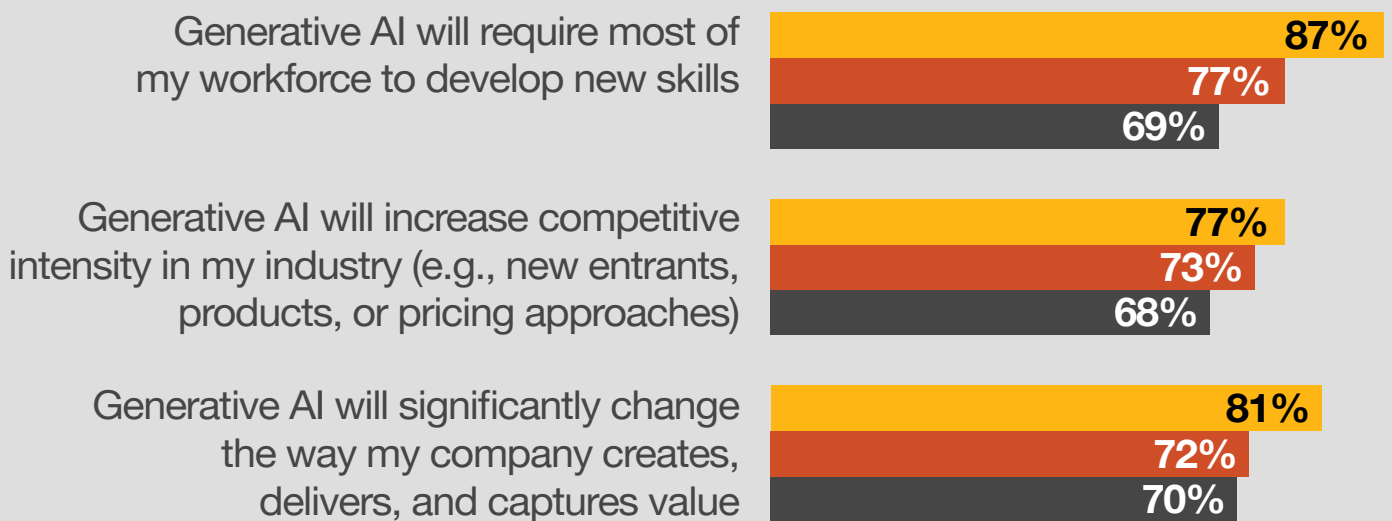 Generative AI will require most of
my workforce to develop new skills
87%
77%
69%
Generative AI will increase competitive
intensity in my industry (e.g., new entrants,
products, or pricing approaches)
77%
73%
68%
Generative AI will significantly change
the way my company creates,
delivers, and captures value
81%
72%
70%